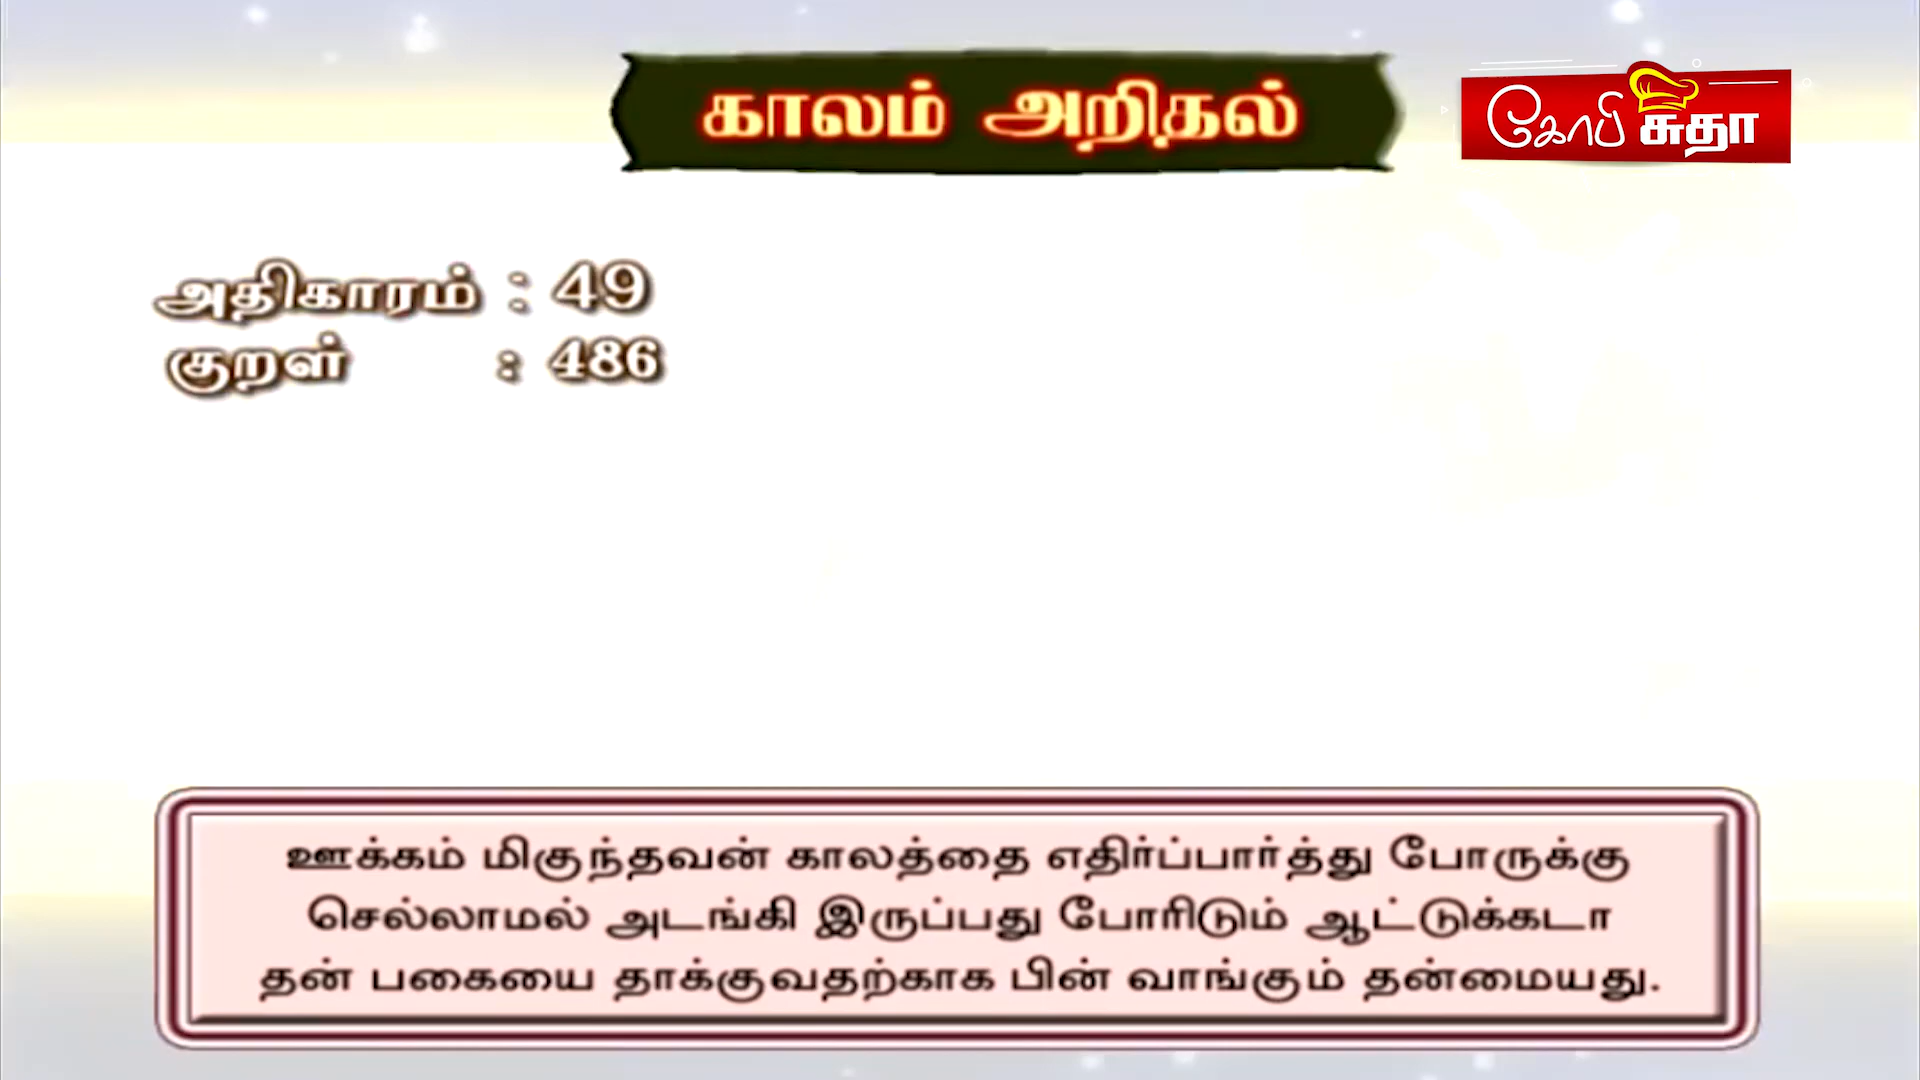 காலம் அறிதல்
கோபி சுதா
அதிகாரம் : 49
குறள் : 486
ஊக்கம் மிகுந்தவன் காலத்தை எதிர்ப்பார்த்து போருக்கு
செல்லாமல் அடங்கி இருப்பது போரிடும் ஆட்டுக்கடா
தன் பகையை தாக்குவதற்காக பின் வாங்கும் தன்மையது.